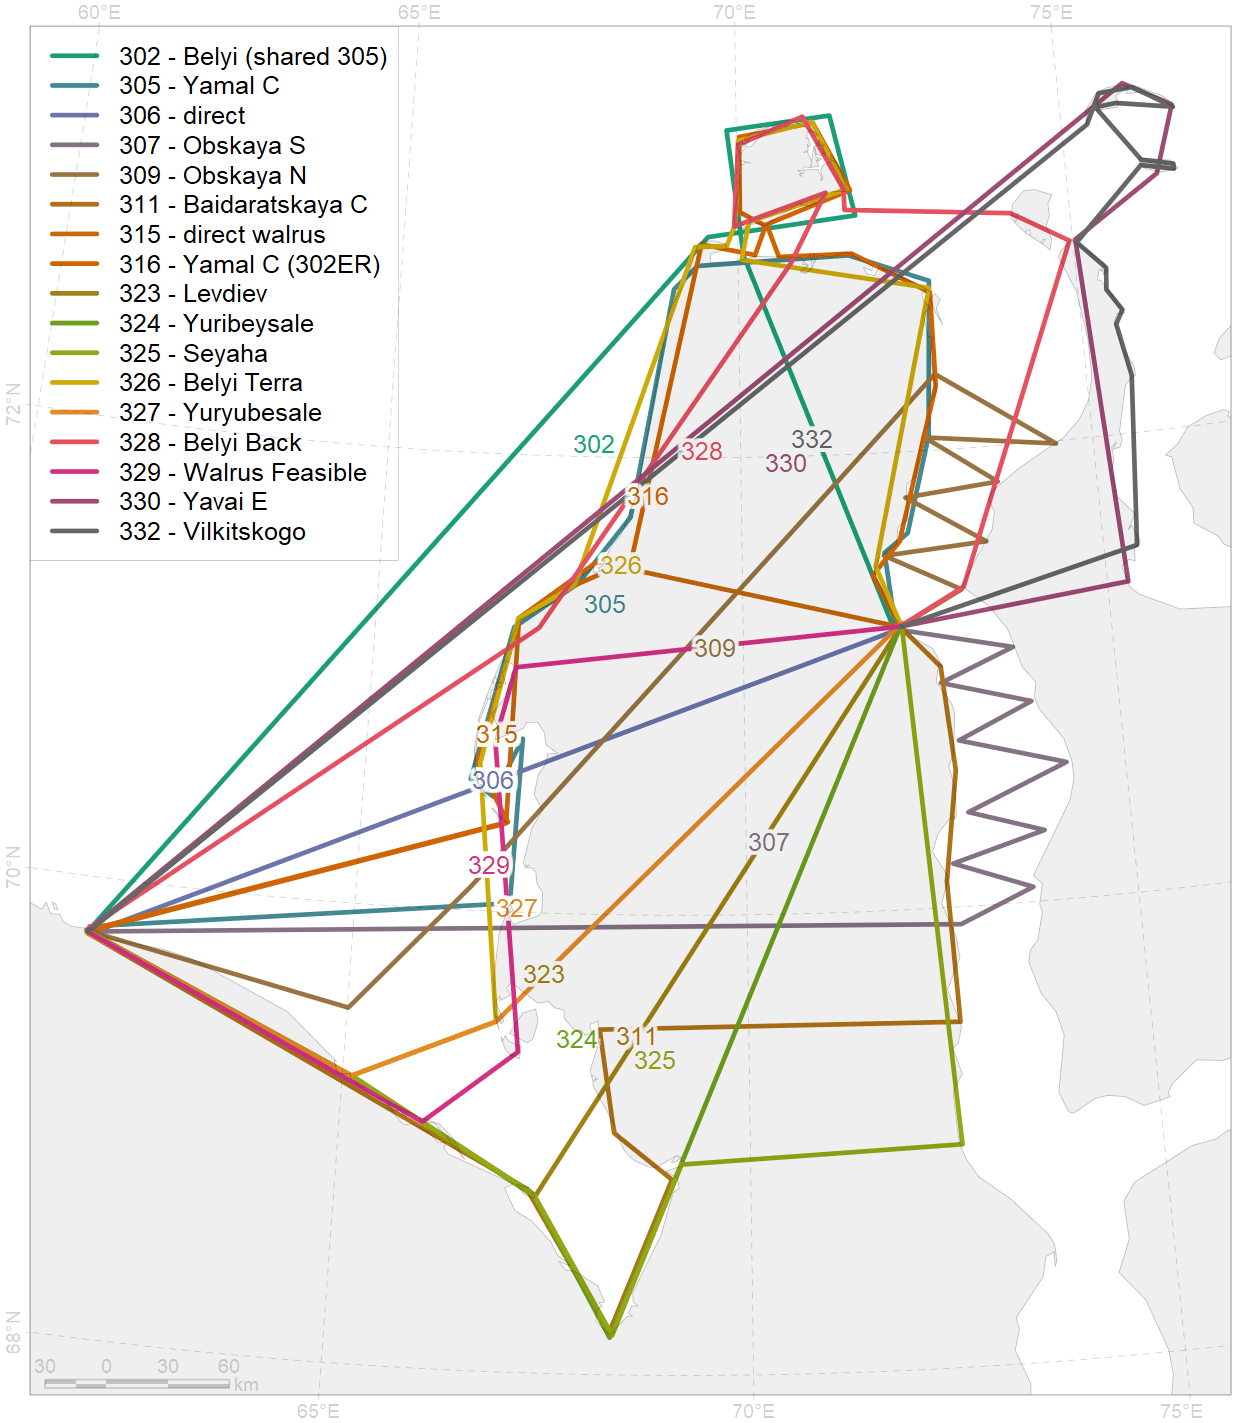 60°E 65°E 70°E 75°E
302 - Belyi (shared 305)
305 - Yamal C
306 - direct
307 - Obskaya S
309 - Obskaya N
311 - Baidaratskaya C
315 - direct walrus
316 - Yamal C (302ER)
323 - Levdiev
324 - Yuribeysale
325 - Seyaha
326 - Belyi Terra
327 - Yuryubesale
328 - Belyi Back
329 - Walrus Feasible
330 - Yavai E
332 - Vilkitskogo
72°N
302
332
328
330
316
326
305
309
315
306
307
70°N
329
327
323
324
311
325
68°N
30 0 30 60
km
65°E 70°E 75°E